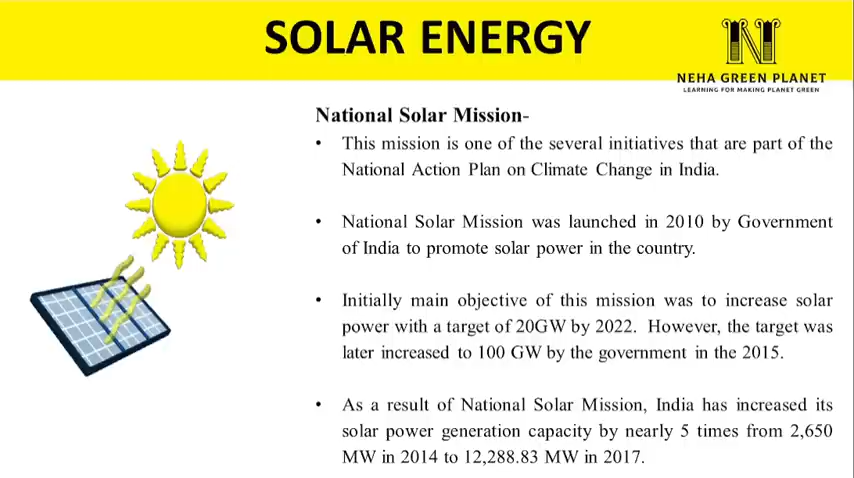 SOLAR ENERGY
N
NEHA GREEN PLANET
LEARNING FOR MAKING PLANET GREEN
National Solar Mission-
• This mission is one of the several initiatives that are part of the
National Action Plan on Climate Change in India.
• National Solar Mission was launched in 2010 by Government
of India to promote solar power in the country.
• Initially main objective of this mission was to increase solar
power with a target of 20GW by 2022. However, the target was
later increased to 100 GW by the government in the 2015.
• As a result of National Solar Mission, India has increased its
solar power generation capacity by nearly 5 times from 2,650
MW in 2014 to 12,288.83 MW in 2017.